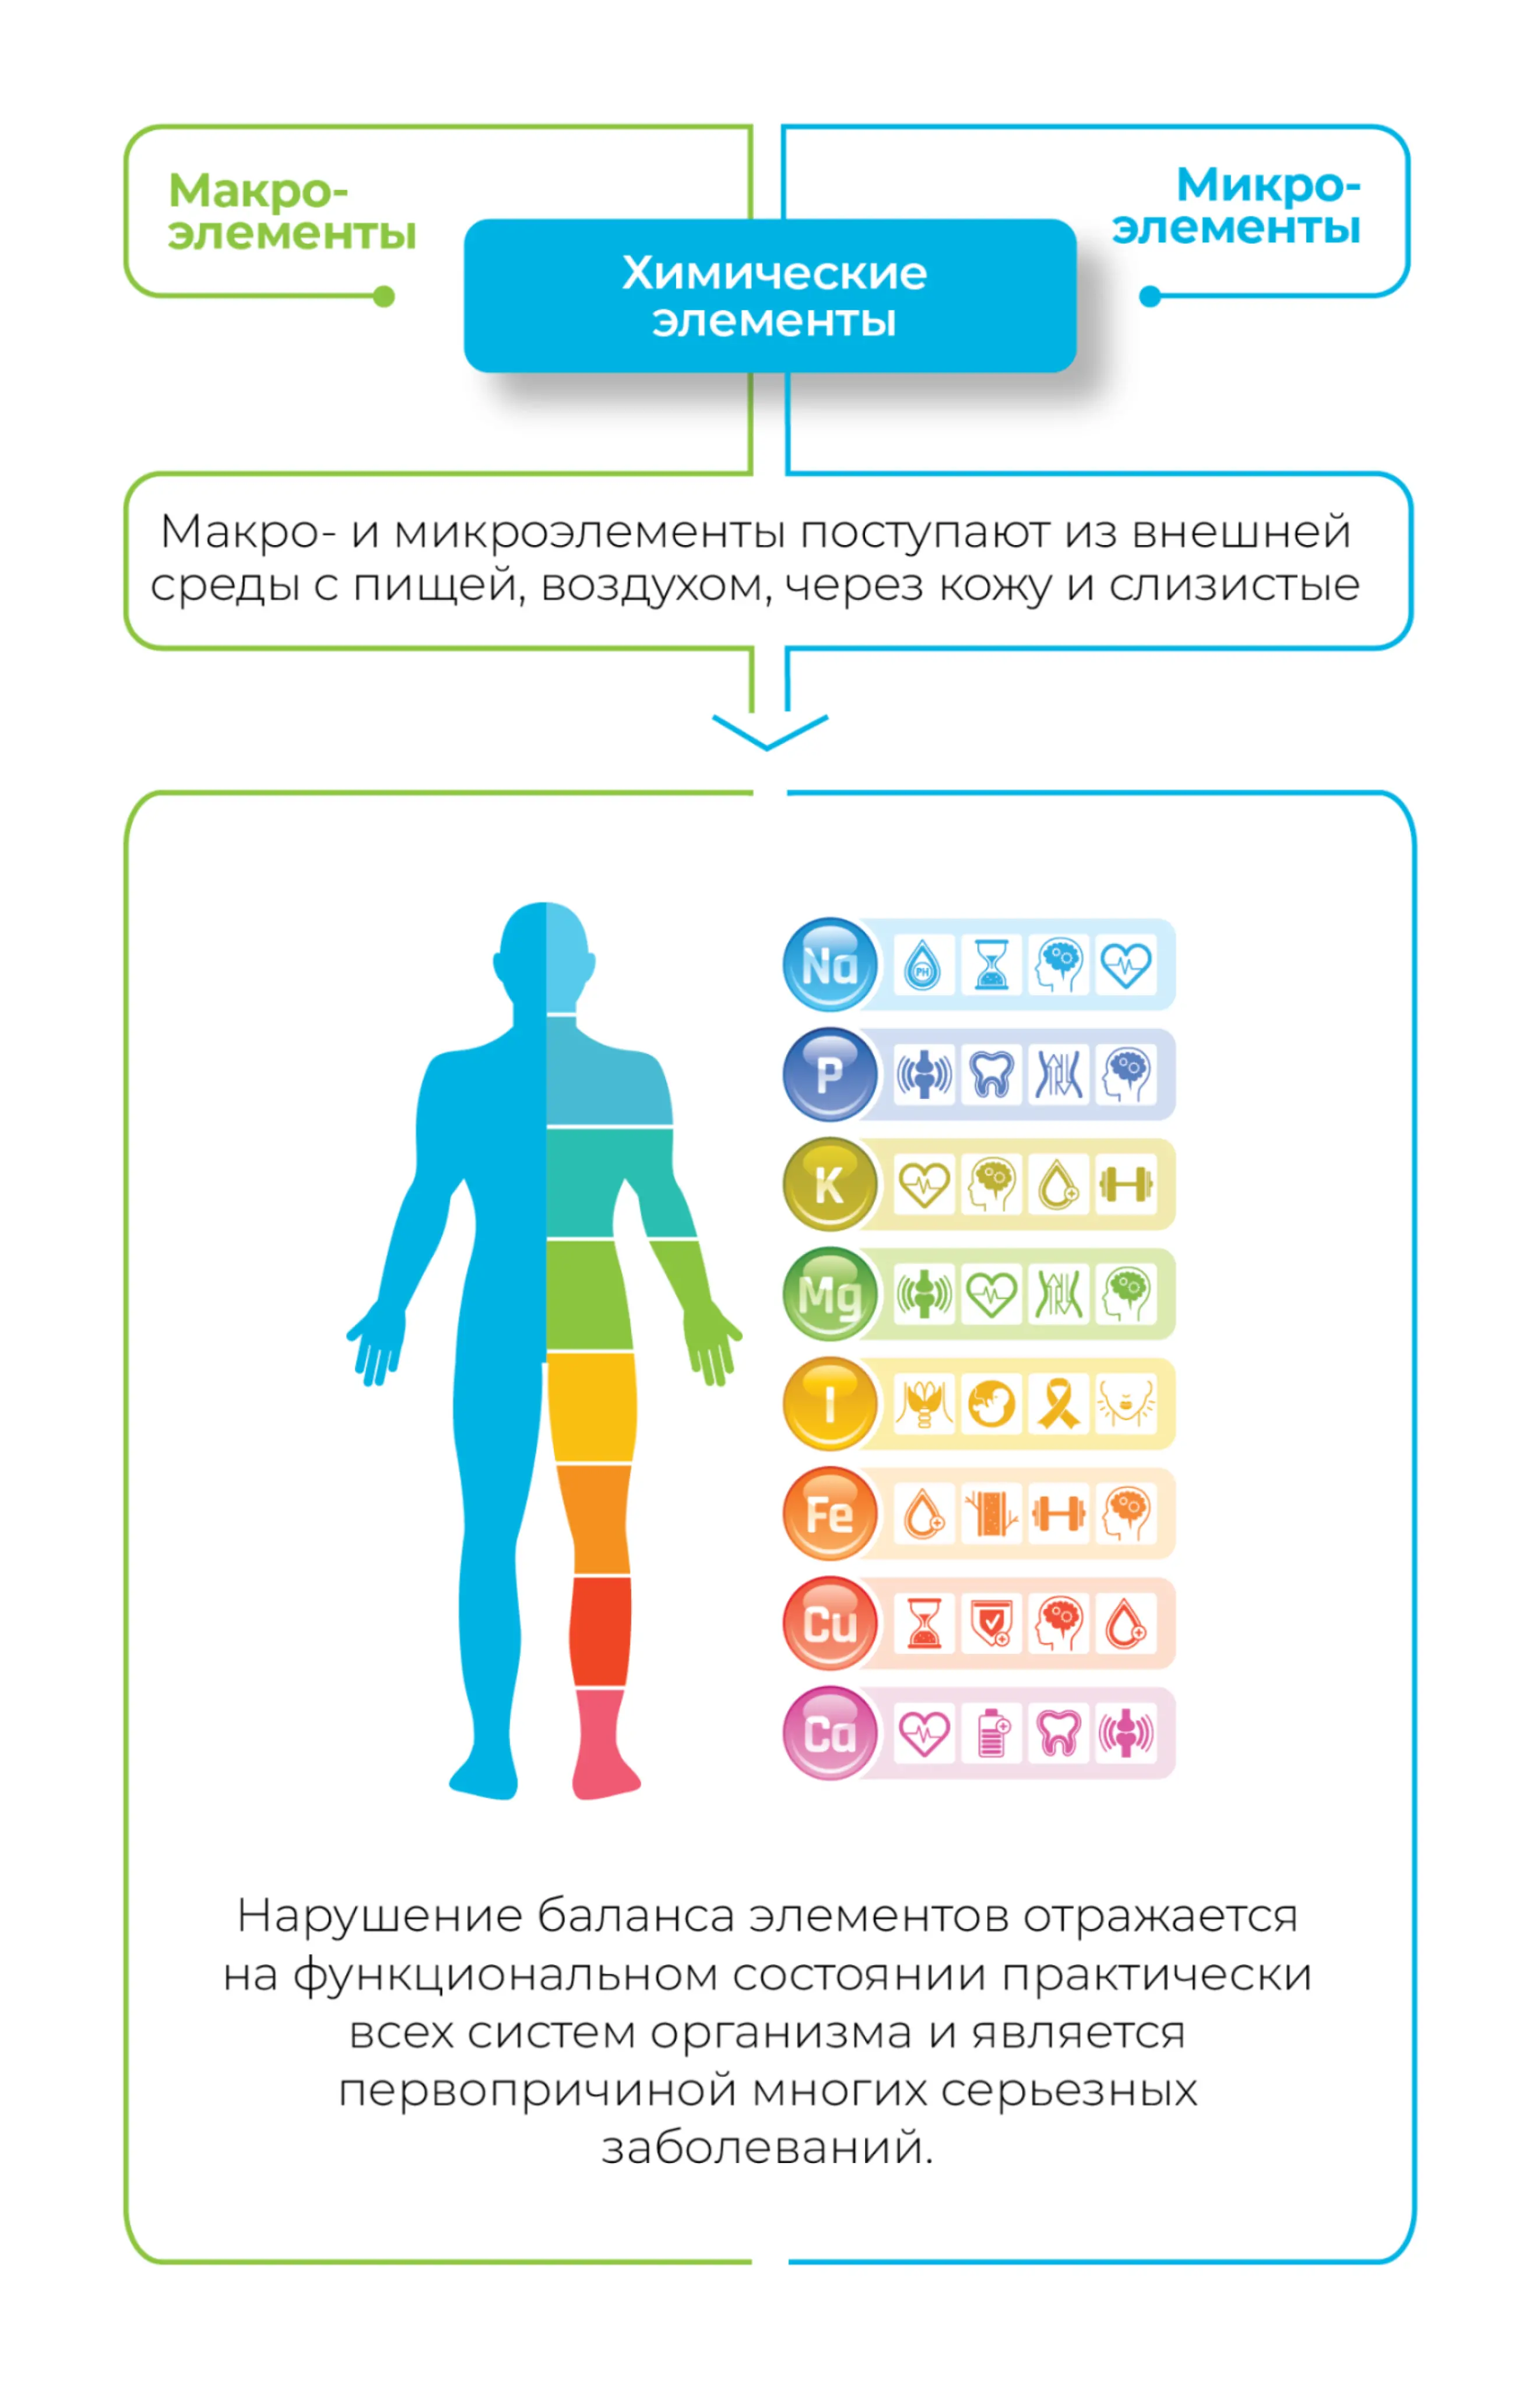 Макро-
элементы
Микро-
элементы
Химические
элементы
Макро- и микроэлементы поступают из внешней
среды с пищей, воздухом, через кожу и слизистые
Na
PH
P
K
Mg
I
Fe
Cu
Ca
Нарушение баланса элементов отражается
на функциональном состоянии практически
всех систем организма и является
первопричиной многих серьезных
заболеваний.